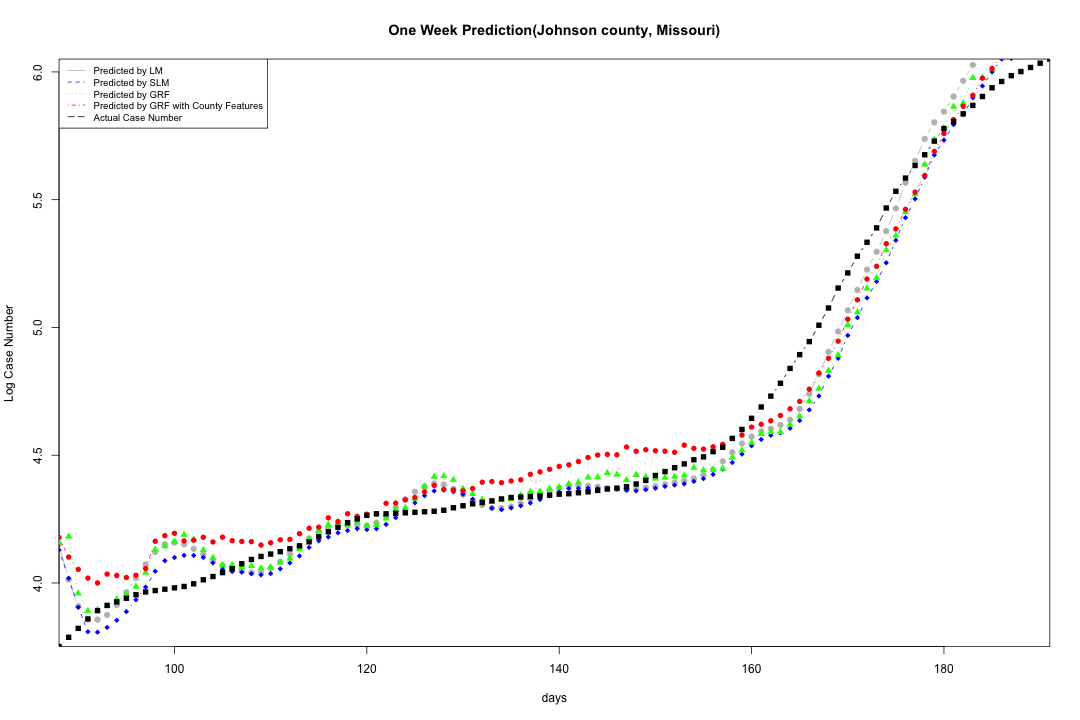 One Week Prediction(Johnson county, Missouri)
Predicted by LM
Predicted by SLM
Predicted by GRF
Predicted by GRF with County Features
Actual Case Number
6.0
5.5
5.0
4.5
4.0
Log Case Number
100 120 140 160 180
days